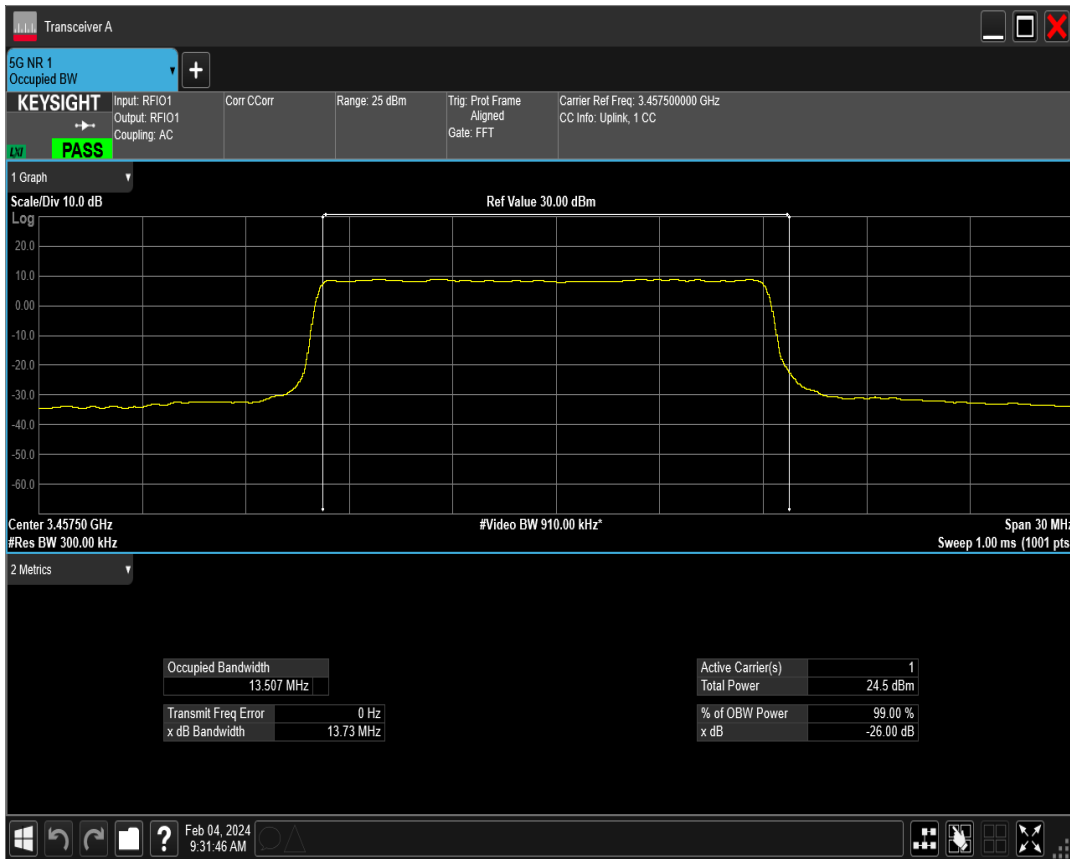 Transceiver A
5G NR 1
Occupied BW
+
KEYSIGHT
LXI
PASS
Input: RFIO1
Output: RFIO1
Coupling: AC
Corr CCorr
Range: 25 dBm
Trig: Prot Frame
Aligned
Gate: FFT
Carrier Ref Freq: 3.457500000 GHz
CC Info: Uplink, 1 CC
1 Graph
Scale/Div 10.0 dB
Ref Value 30.00 dBm
Log
20.0
10.0
0.00
-10.0
-20.0
-30.0
-40.0
-50.0
-60.0
Center 3.45750 GHz
#Video BW 910.00 kHz*
Span 30 MHz
#Res BW 300.00 kHz
Sweep 1.00 ms (1001 pts
2 Metrics
Occupied Bandwidth
13.507 MHz
Transmit Freq Error 0 Hz
x dB Bandwidth 13.73 MHz
Active Carrier(s) 1
Total Power 24.5 dBm
% of OBW Power 99.00 %
x dB -26.00 dB
?
Feb 04, 2024
9:31:46 AM